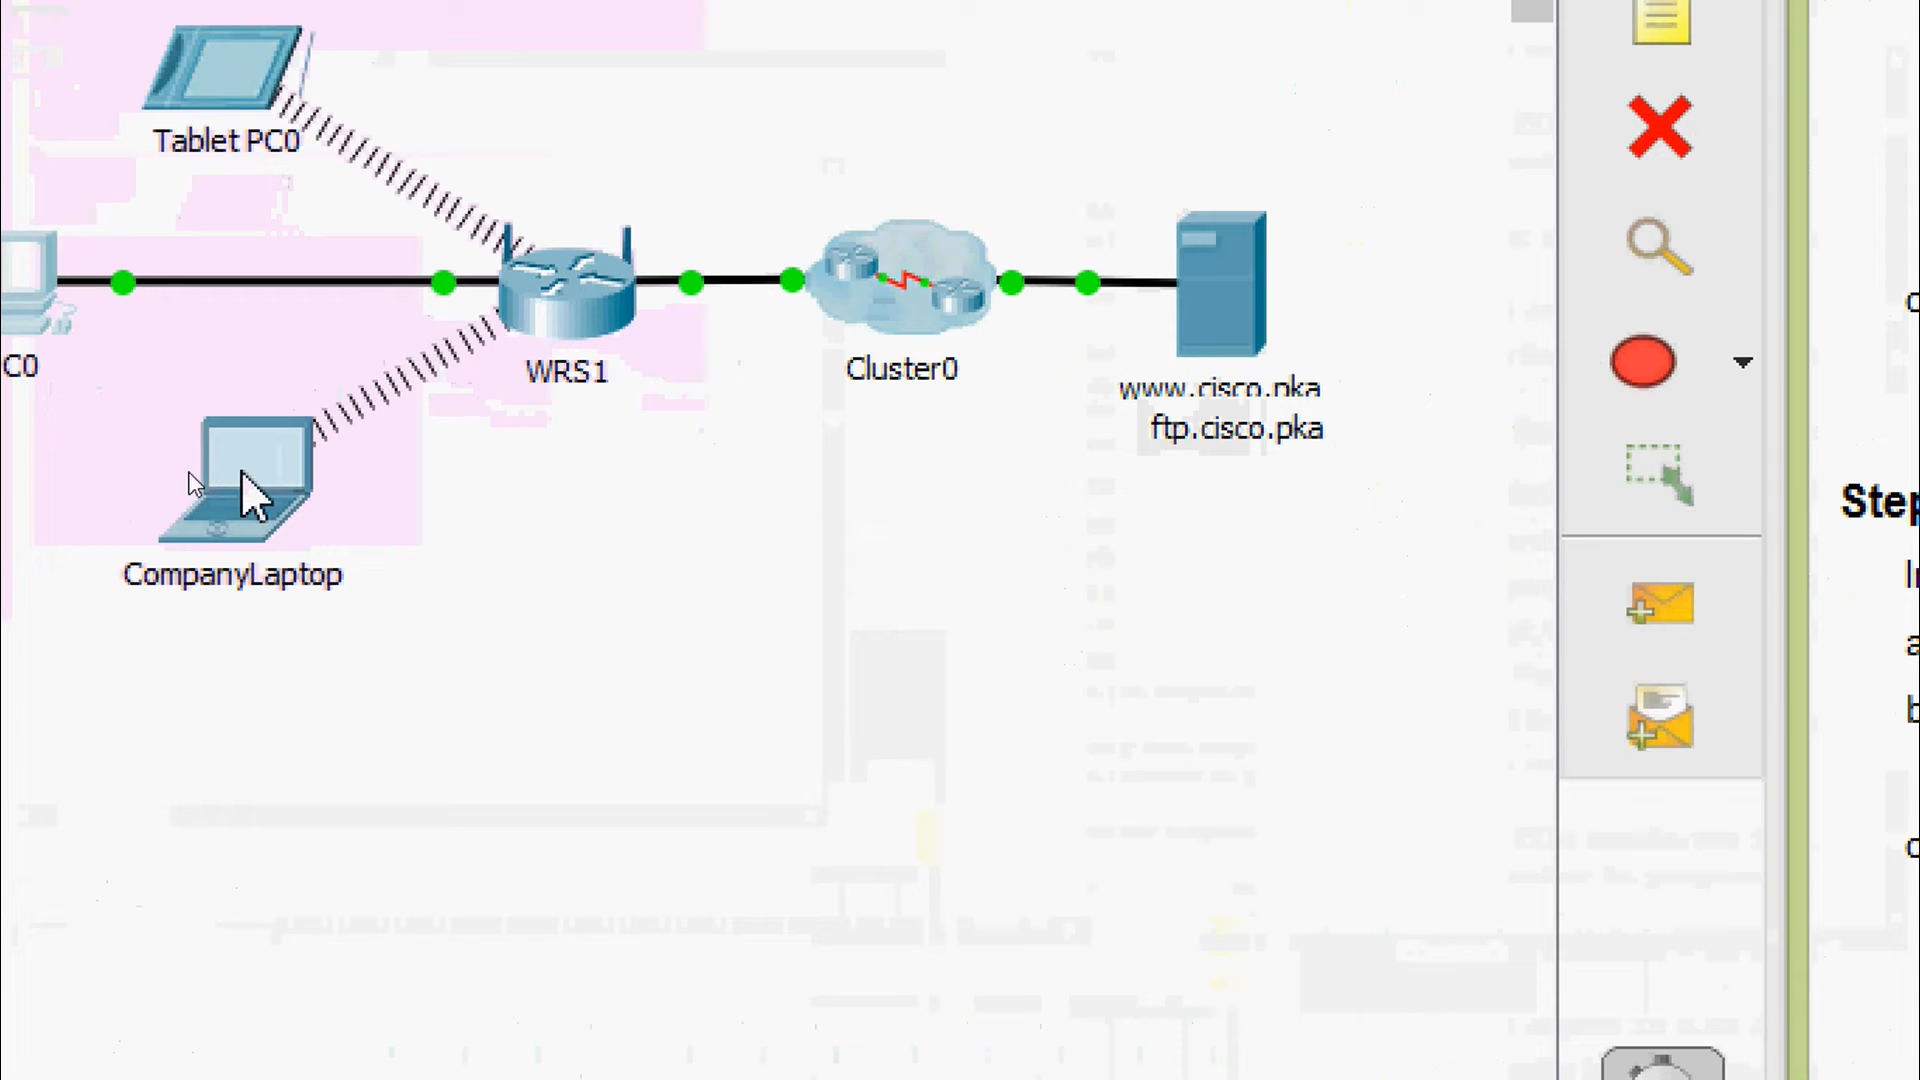 Tablet PC0
C0
WRS1
Cluster0
www.cisco.pka
ftp.cisco.pka
CompanyLaptop
Step